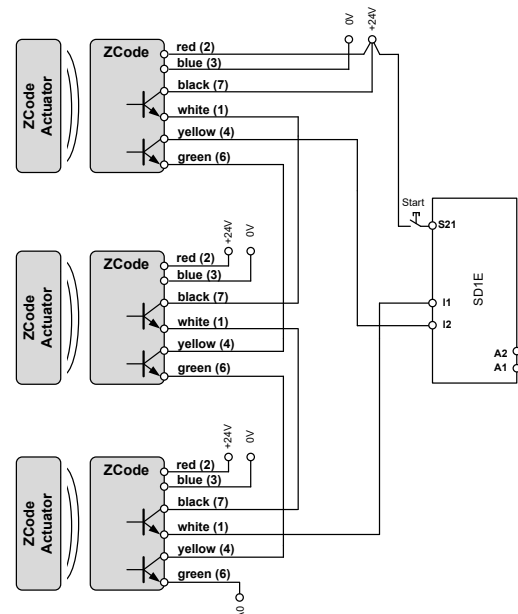 0V
+24V
ZCode
Actuator
ZCode
red (2)
blue (3)
black (7)
white (1)
yellow (4)
green (6)
Start
S21
SD1E
I1
I2
A2
A1
ZCode
Actuator
ZCode
+24V
0V
red (2)
blue (3)
black (7)
white (1)
yellow (4)
green (6)
ZCode
Actuator
ZCode
+24V
0V
red (2)
blue (3)
black (7)
white (1)
yellow (4)
green (6)
0V